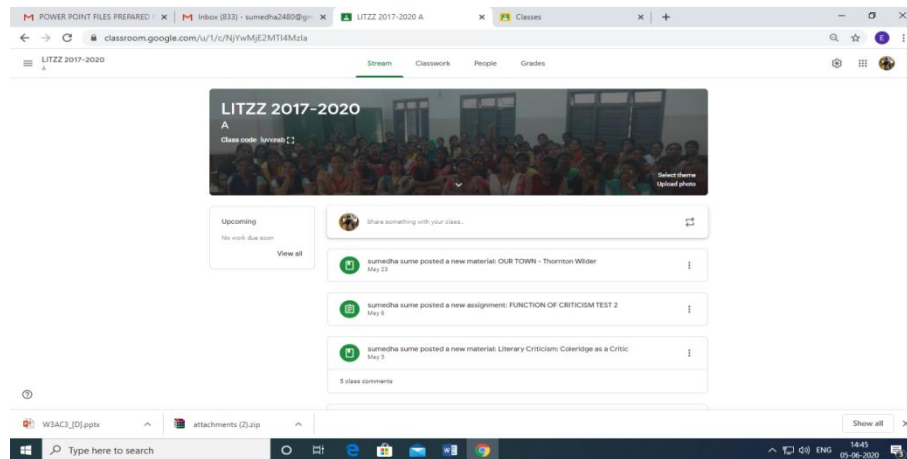 POWER POINT FILES PREPARED
Inbox (833) - sumedha2480@gm
LITZZ 2017-2020 A
Classes
classroom.google.com/u/1/c/NjYwMjE2MTI4Mzla
LITZZ 2017-2020
A
Stream
Classwork
People
Grades
LITZZ 2017-2020
A
Class code
Select theme
Upload photo
Upcoming
No work due soon
View all
Share something with your class...
sumedha sume posted a new material: OUR TOWN - Thornton Wilder
May 23
sumedha sume posted a new assignment: FUNCTION OF CRITICISM TEST 2
May 6
sumedha sume posted a new material: Literary Criticism: Coleridge as a Critic
May 5
5 class comments
W3AC3_[D].pptx
attachments (2).zip
Show all
Type here to search
ENG
14:45
05-06-2020